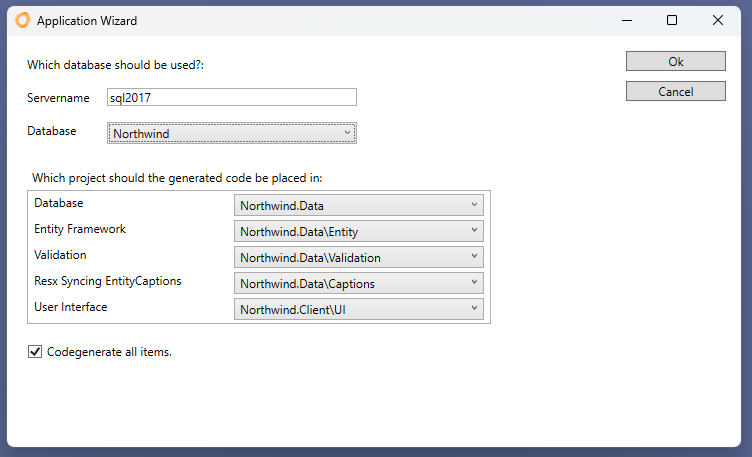 Application Wizard
Which database should be used?:
Ok
Servername sql2017
Cancel
Database Northwind
Which project should the generated code be placed in:
Database Northwind.Data
Entity Framework Northwind.Data\Entity
Validation Northwind.Data\Validation
Resx Syncing EntityCaptions Northwind.Data\Captions
User Interface Northwind.Client\UI
Codegenerate all items.